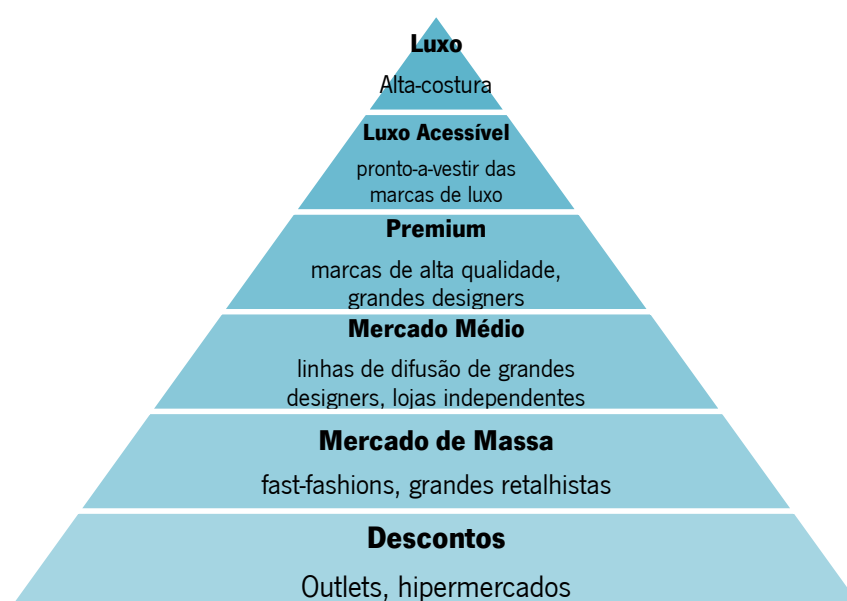 Luxo
Alta-costura
Luxo Acessível
pronto-a-vestir das
marcas de luxo
Premium
marcas de alta qualidade,
grandes designers
Mercado Médio
linhas de difusão de grandes
designers, lojas independentes
Mercado de Massa
fast-fashions, grandes retalhistas
Descontos
Outlets, hipermercados